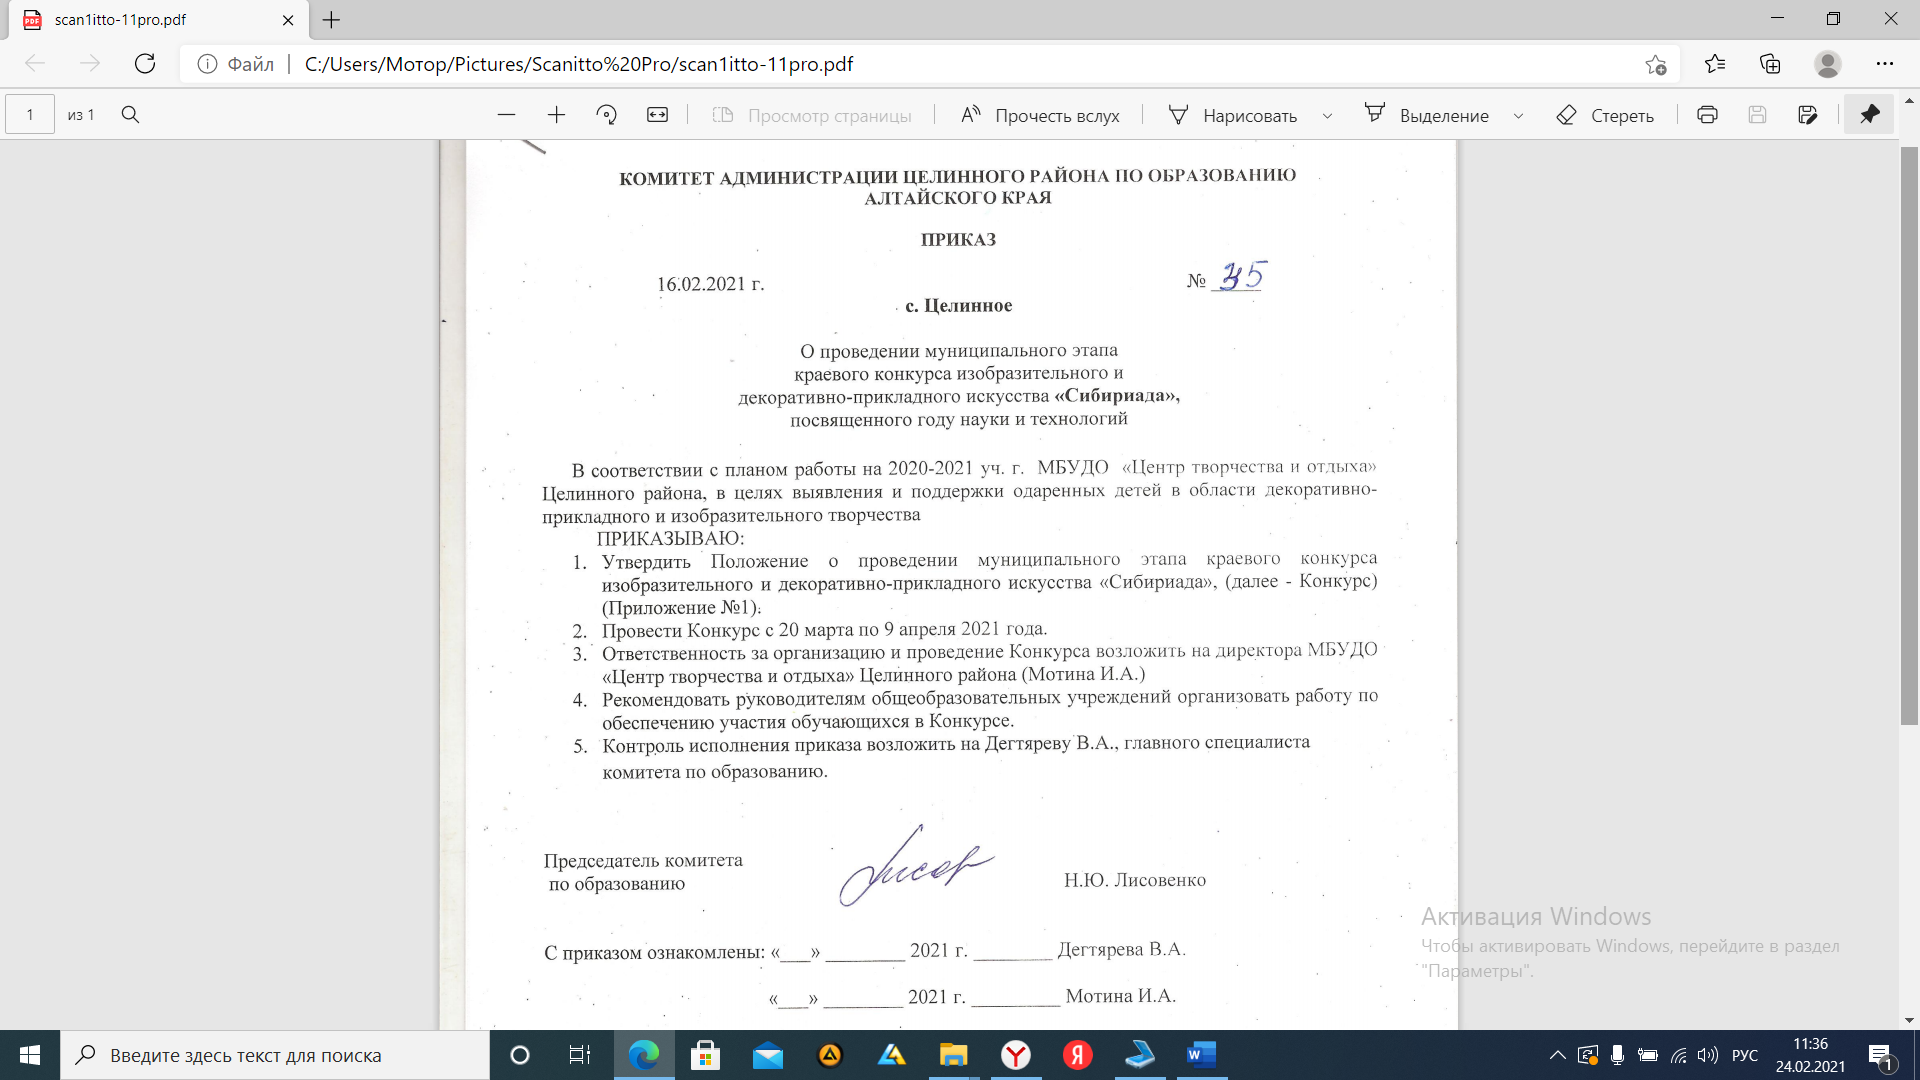 scan1itto-11pro.pdf
Файл
C:/Users/Мотор/Pictures/Scanitto%20Pro/scan1itto-11pro.pdf
1 из 1
Просмотр страницы
Прочесть вслух
Нарисовать
Выделение
Стереть
КОМИТЕТ АДМИНИСТРАЦИИ ЦЕЛИННОГО РАЙОНА ПО ОБРАЗОВАНИЮ
АЛТАЙСКОГО КРАЯ
ПРИКАЗ
16.02.2021 г. № 35
с. Целинное
О проведении муниципального этапа
краевого конкурса изобразительного и
декоративно-прикладного искусства «Сибириада»,
посвященного году науки и технологий
В соответствии с планом работы на 2020-2021 уч. г. МБУДО «Центр творчества и отдыха»
Целинного района, в целях выявления и поддержки одаренных детей в области декоративно-
прикладного и изобразительного творчества
ПРИКАЗЫВАЮ:
1. Утвердить Положение о проведении муниципального этапа краевого конкурса
изобразительного и декоративно-прикладного искусства «Сибириада», (далее - Конкурс)
(Приложение №1).
2. Провести Конкурс с 20 марта по 9 апреля 2021 года.
3. Ответственность за организацию и проведение Конкурса возложить на директора МБУДО
«Центр творчества и отдыха» Целинного района (Мотина И.А.)
4. Рекомендовать руководителям общеобразовательных учреждений организовать работу по
обеспечению участия обучающихся в Конкурсе.
5. Контроль исполнения приказа возложить на Дегтяреву В.А., главного специалиста
комитета по образованию.
Председатель комитета
по образованию
Н.Ю. Лисовенко
С приказом ознакомлены: «___» ________ 2021 г. ________ Дегтярева В.А.
«___» ________ 2021 г. _________ Мотина И.А.
Активация Windows
Чтобы активировать Windows, перейдите в раздел
"Параметры".
Введите здесь текст для поиска
РУС
11:36
24.02.2021
1